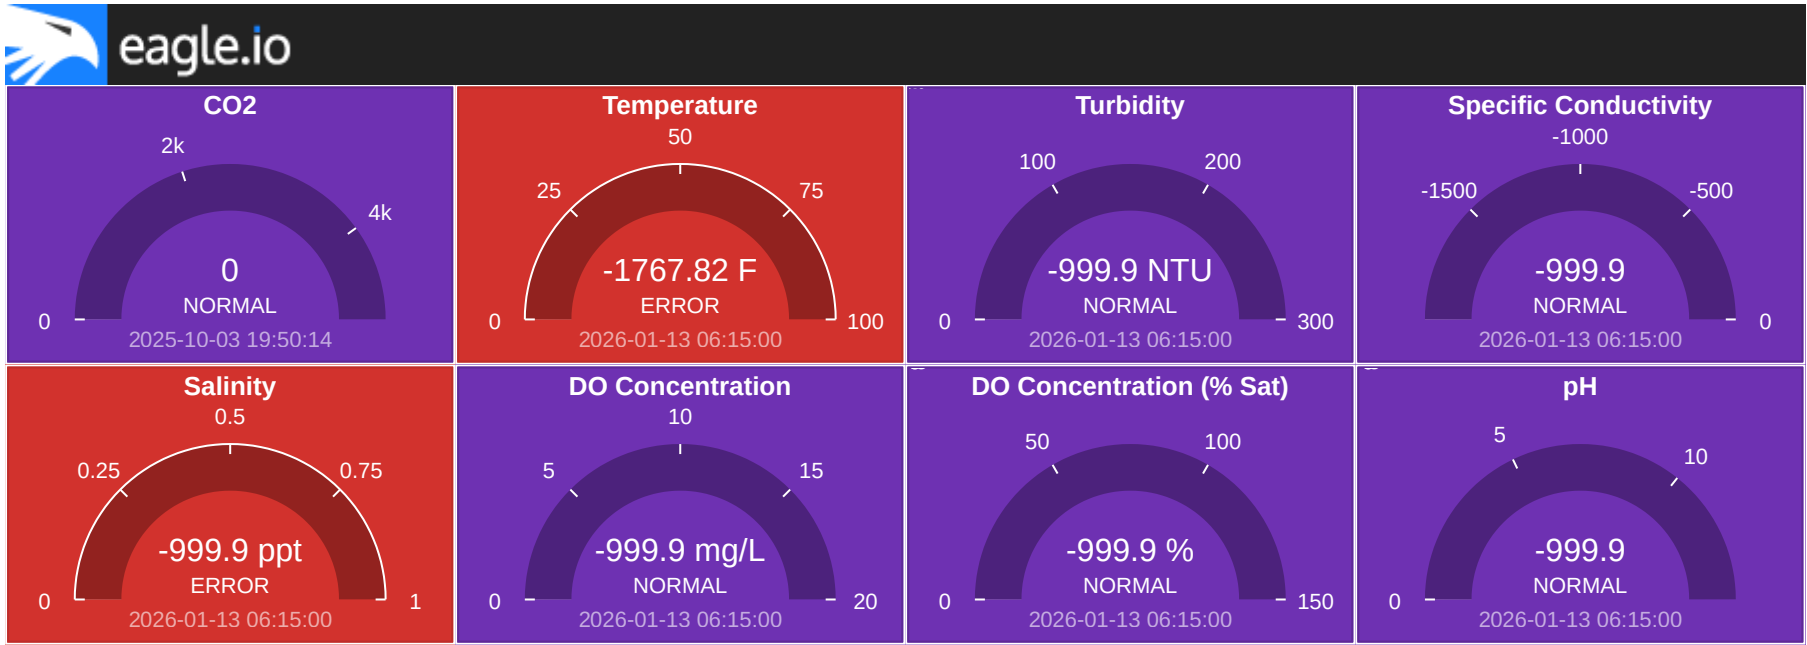 eagle.io
CO2
2k
4k
0
NORMAL
0
2025-10-03 19:50:14
Temperature
50
25
75
-1767.82 F
ERROR
0
100
2026-01-13 06:15:00
Turbidity
100
200
-999.9 NTU
NORMAL
0
300
2026-01-13 06:15:00
Specific Conductivity
-1000
-1500
-500
-999.9
NORMAL
0
2026-01-13 06:15:00
Salinity
0.5
0.25
0.75
-999.9 ppt
ERROR
0
1
2026-01-13 06:15:00
DO Concentration
10
5
15
-999.9 mg/L
NORMAL
0
20
2026-01-13 06:15:00
DO Concentration (% Sat)
50
100
-999.9 %
NORMAL
0
150
2026-01-13 06:15:00
pH
5
10
-999.9
NORMAL
0
2026-01-13 06:15:00